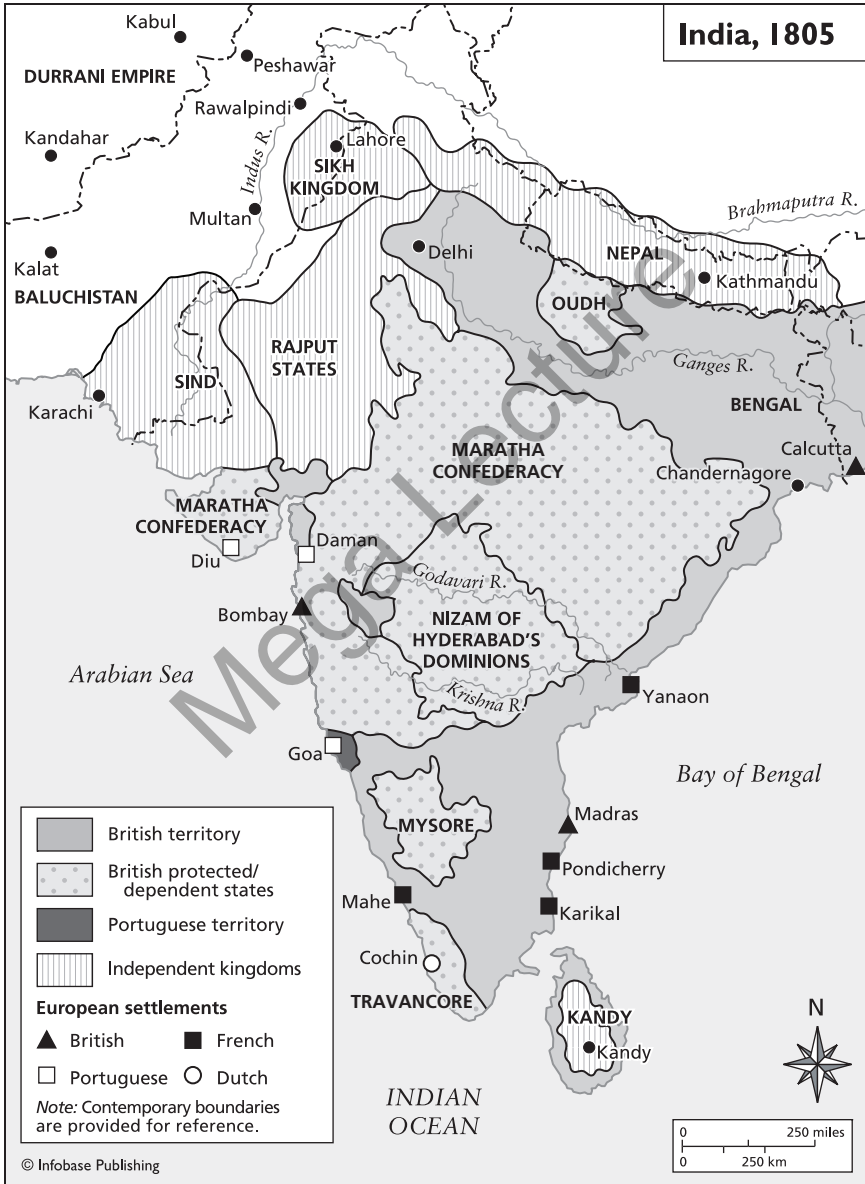 India, 1805
Kabul
DURRANI EMPIRE
Peshawar
Rawalpindi
Kandahar
Indus R.
Lahore
SIKH
KINGDOM
Multan
Brahmaputra R.
Kalat
Delhi
NEPAL
Kathmandu
BALUCHISTAN
OUDH
RAJPUT
STATES
Ganges R.
SIND
Karachi
BENGAL
MARATHA
CONFEDERACY
Calcutta
Chandernagore
MARATHA
CONFEDERACY
Diu
Daman
Godavari R.
Bombay
NIZAM OF
HYDERABAD'S
DOMINIONS
Arabian Sea
Krishna R.
Yanaon
Goa
Bay of Bengal
MYSORE
Madras
Pondicherry
Mahe
Karikal
Cochin
TRAVANCORE
KANDY
Kandy
INDIAN
OCEAN
N
0 250 miles
0 250 km
British territory
British protected/
dependent states
Portuguese territory
Independent kingdoms
European settlements
British French
Portuguese Dutch
Note: Contemporary boundaries
are provided for reference.
© Infobase Publishing
Mega Lecture